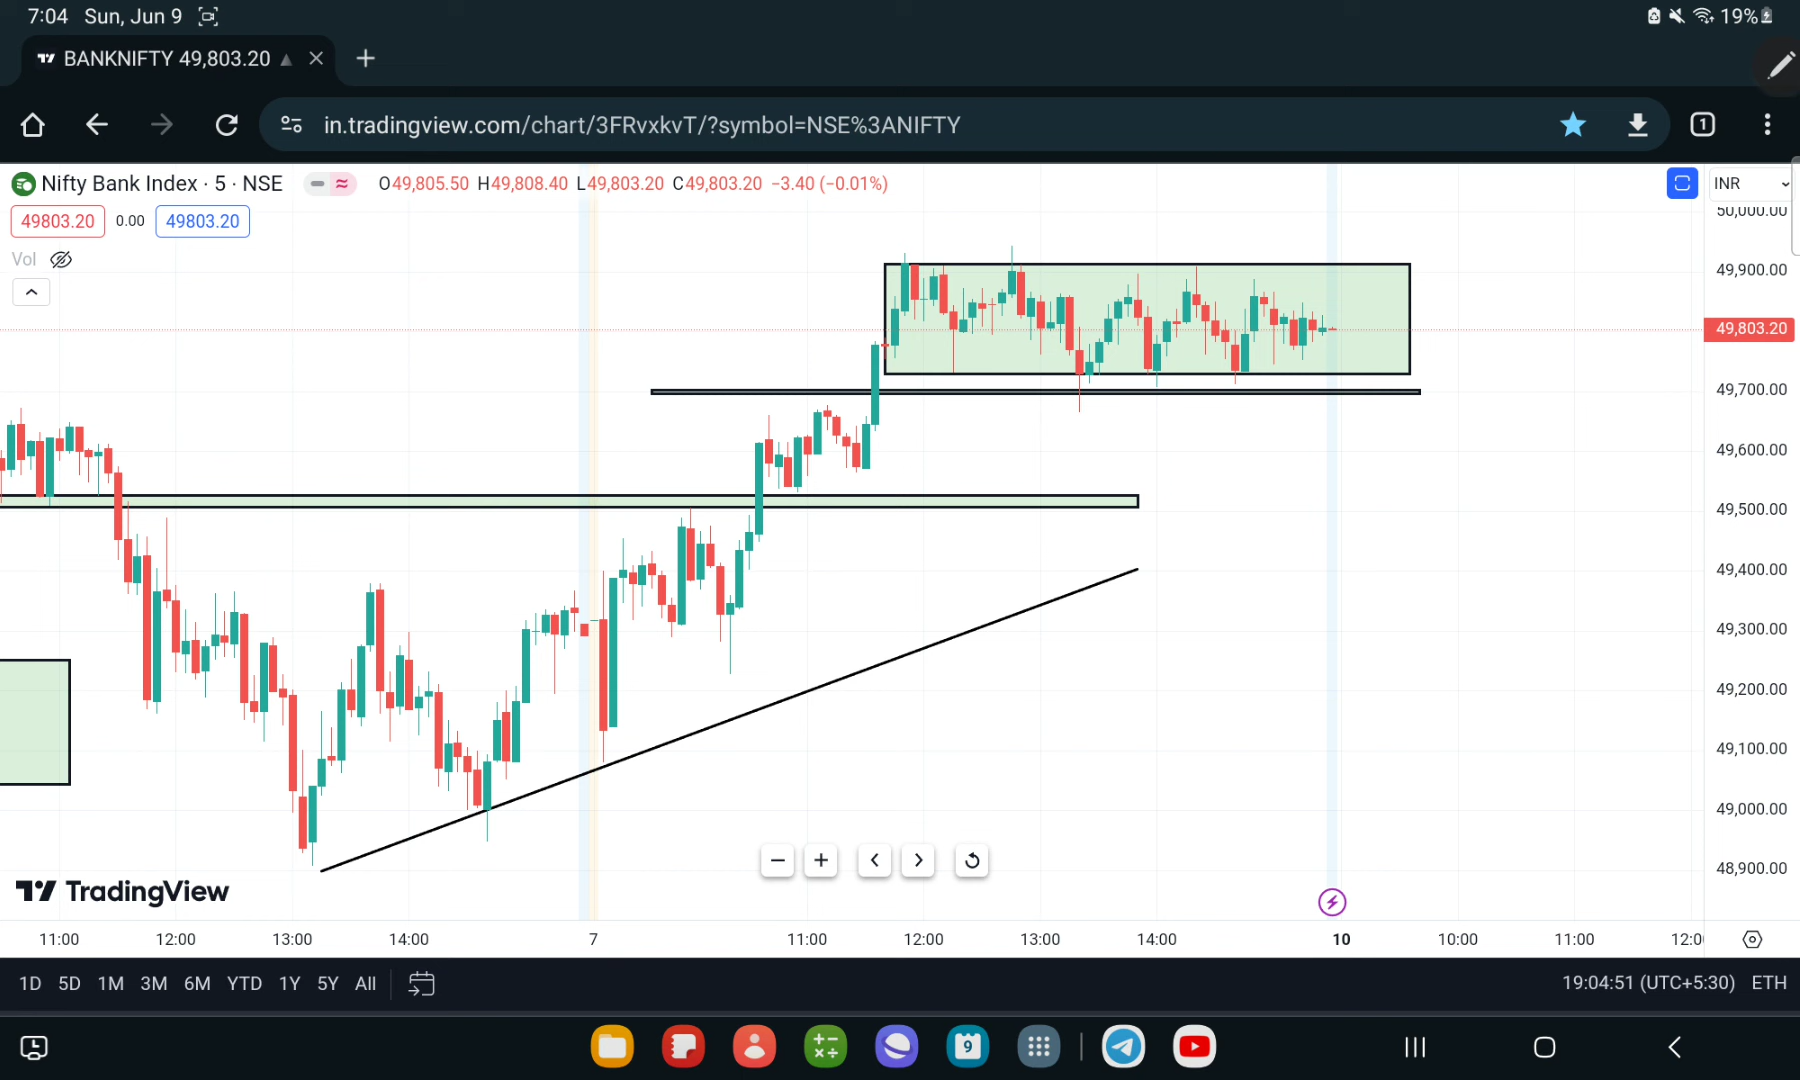 7:04 Sun, Jun 9 19%
BANKNIFTY 49,803.20
in.tradingview.com/chart/3FRvxkvT/?symbol=NSE%3ANIFTY 1
Nifty Bank Index · 5 · NSE O49,805.50 H49,808.40 L49,803.20 C49,803.20 −3.40 (−0.01%) INR
49803.20 0.00 49803.20
Vol
50,000.00
49,900.00
49,803.20
49,700.00
49,600.00
49,500.00
49,400.00
49,300.00
49,200.00
49,100.00
49,000.00
48,900.00
TradingView
11:00 12:00 13:00 14:00 7 11:00 12:00 13:00 14:00 10 10:00 11:00 12:0
1D 5D 1M 3M 6M YTD 1Y 5Y All 19:04:51 (UTC+5:30) ETH
9